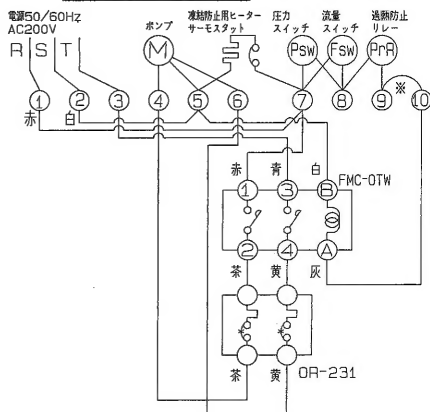 電源50/60Hz
AC200V
R S T
ポンプ
凍結防止用ヒーター
サーモスタット
圧力
スイッチ
流量
スイッチ
過熱防止
リレー
M
Psw
Fsw
PrR
1 2 3 4 5 6 7 8 9 ※ 10
赤 白
赤 青 白
FMC-OTW
1 3 B
2 4 A
茶 黄 灰
茶 黄
OR-231